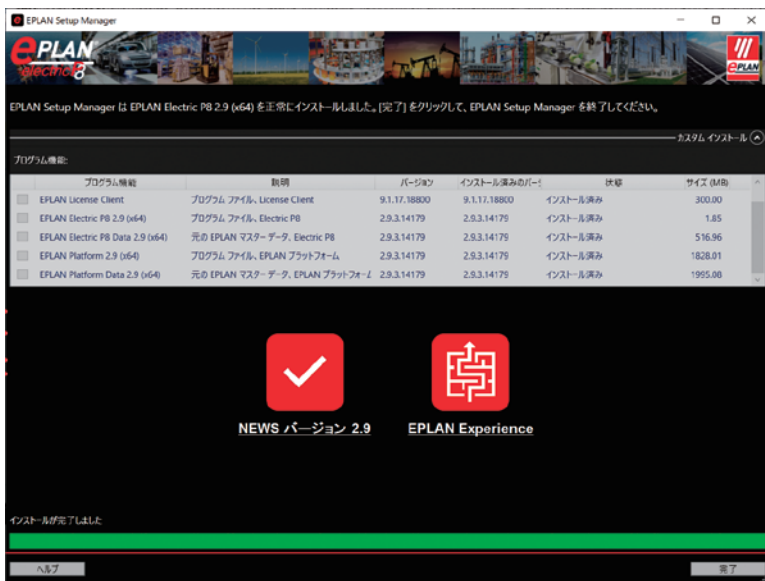 EPLAN Setup Manager
ePLAN
electric P8
ePLAN
EPLAN Setup Manager は EPLAN Electric P8 2.9 (x64) を正常にインストールしました。[完了] をクリックして、EPLAN Setup Manager を終了してください。
カスタム インストール
プログラム機能:
プログラム機能 説明 バージョン インストール済みのバー 状態 サイズ (MB)
EPLAN License Client プログラム ファイル、License Client 9.1.17.18800 9.1.17.18800 インストール済み 300.00
EPLAN Electric P8 2.9 (x64) プログラム ファイル、Electric P8 2.9.3.14179 2.9.3.14179 インストール済み 1.85
EPLAN Electric P8 Data 2.9 (x64) 元の EPLAN マスター データ、Electric P8 2.9.3.14179 2.9.3.14179 インストール済み 516.96
EPLAN Platform 2.9 (x64) プログラム ファイル、EPLAN プラットフォーム 2.9.3.14179 2.9.3.14179 インストール済み 1828.01
EPLAN Platform Data 2.9 (x64) 元の EPLAN マスター データ、EPLAN プラットフォーム 2.9.3.14179 2.9.3.14179 インストール済み 1995.08
NEWS バージョン 2.9
EPLAN Experience
インストールが完了しました
ヘルプ
完了